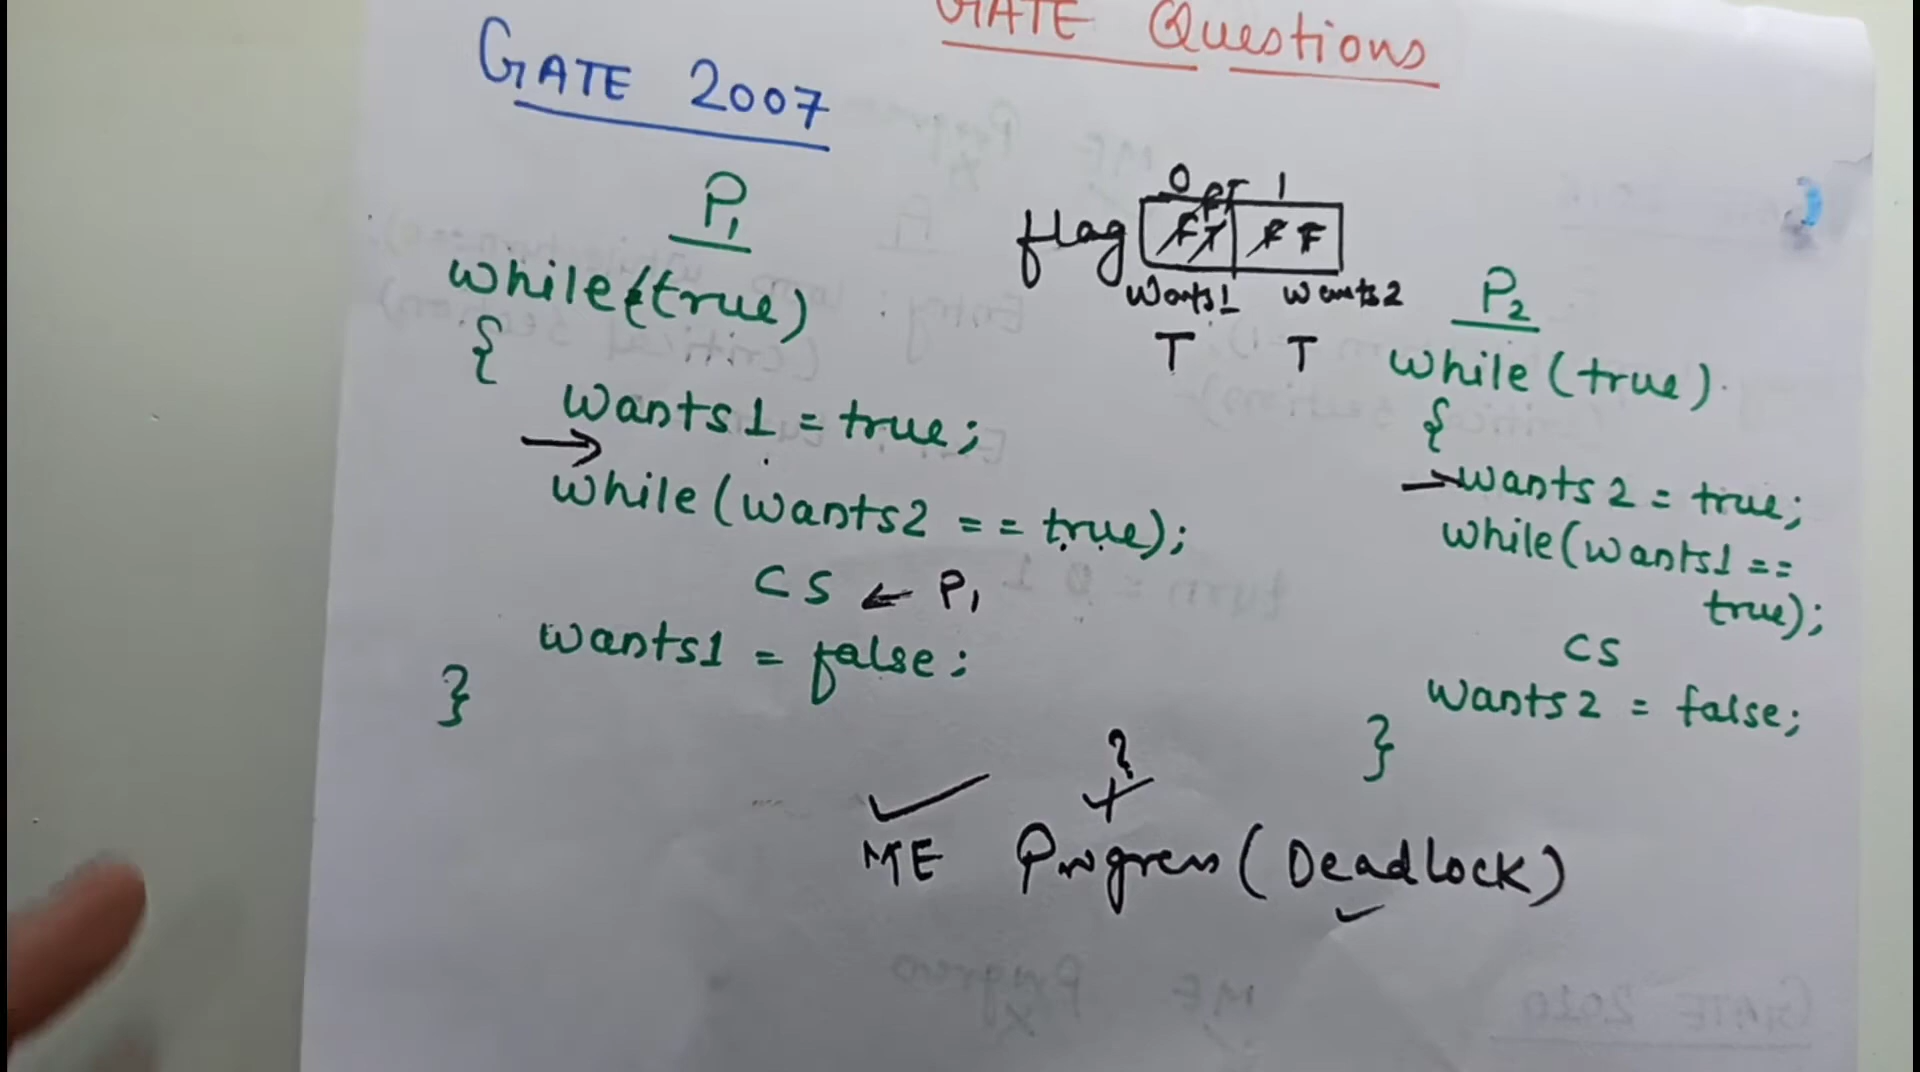 GATE Questions
GATE 2007
P1
while(true)
{
wants1 = true;
while(wants2 == true);
CS ← P1
wants1 = false;
}
0 1
flag F T F F
wants1 wants2
T T
P2
while(true)
{
wants2 = true;
while(wants1 ==
true);
CS
wants2 = false;
}
?
ME Progress (Deadlock)